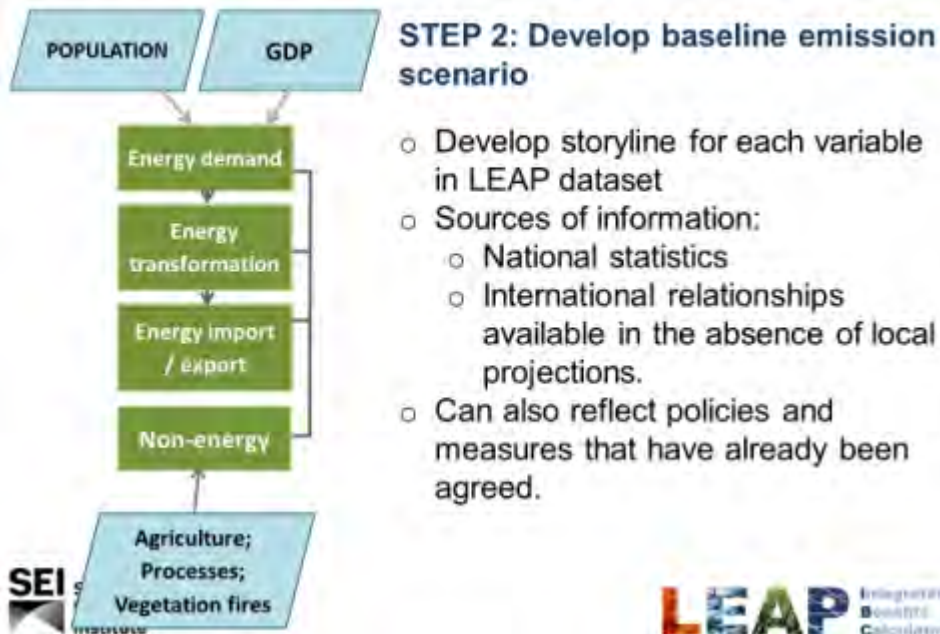 POPULATION
GDP
Energy demand
Energy
transformation
Energy import
/ export
Non-energy
Agriculture;
Processes;
Vegetation fires
STEP 2: Develop baseline emission
scenario
o Develop storyline for each variable
in LEAP dataset
o Sources of information:
o National statistics
o International relationships
available in the absence of local
projections.
o Can also reflect policies and
measures that have already been
agreed.
SEI
LEAP
Benefits